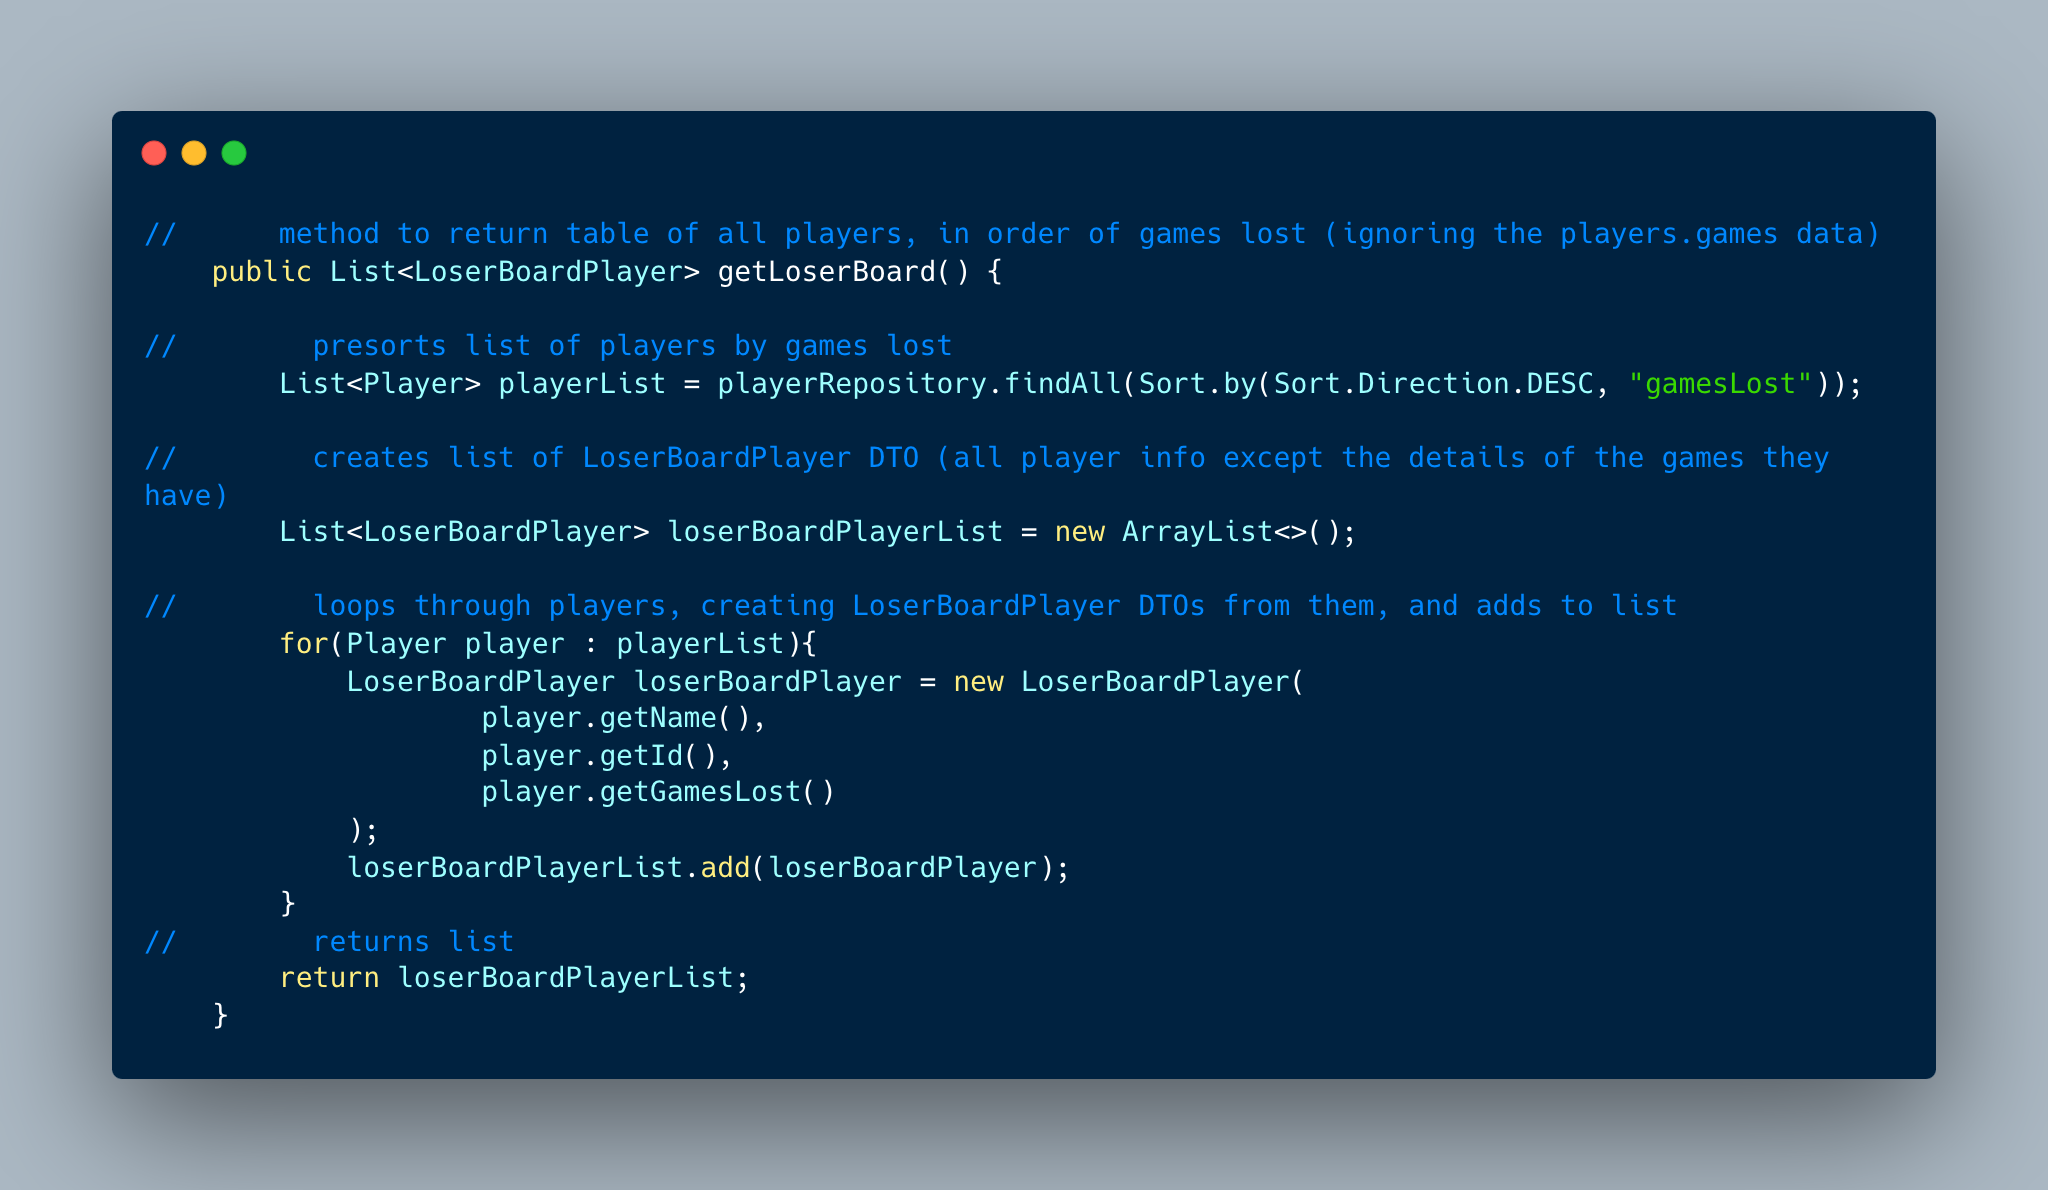 //      method to return table of all players, in order of games lost (ignoring the players.games data)
    public List<LoserBoardPlayer> getLoserBoard() {
//        presorts list of players by games lost
        List<Player> playerList = playerRepository.findAll(Sort.by(Sort.Direction.DESC, "gamesLost"));
//        creates list of LoserBoardPlayer DTO (all player info except the details of the games they
have)
        List<LoserBoardPlayer> loserBoardPlayerList = new ArrayList<>();
//        loops through players, creating LoserBoardPlayer DTOs from them, and adds to list
        for(Player player : playerList){
            LoserBoardPlayer loserBoardPlayer = new LoserBoardPlayer(
                    player.getName(),
                    player.getId(),
                    player.getGamesLost()
            );
            loserBoardPlayerList.add(loserBoardPlayer);
        }
//        returns list
        return loserBoardPlayerList;
    }